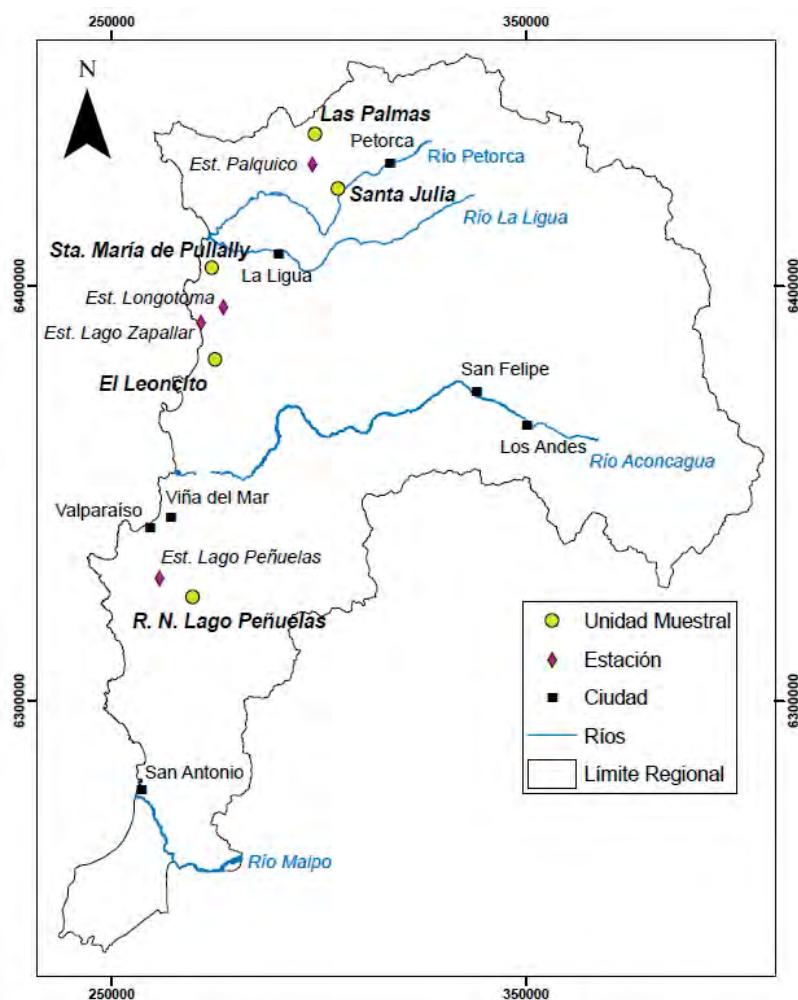 250000
350000
N
Las Palmas
Petorca
Río Petorca
Est. Palquico
Santa Julia
Río La Ligua
Sta. María de Pullally
La Ligua
6400000
6400000
Est. Longotoma
Est. Lago Zapallar
El Leoncito
San Felipe
Los Andes
Río Aconcagua
Viña del Mar
Valparaíso
Est. Lago Peñuelas
R. N. Lago Peñuelas
Unidad Muestral
Estación
Ciudad
Ríos
Límite Regional
6300000
6300000
San Antonio
Río Maipo
250000
350000